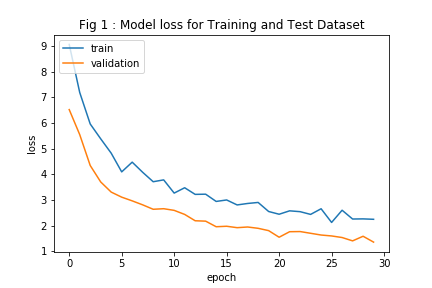 Fig 1 : Model loss for Training and Test Dataset
9
8
7
6
5
4
3
2
1
loss
train
validation
0 5 10 15 20 25 30
epoch